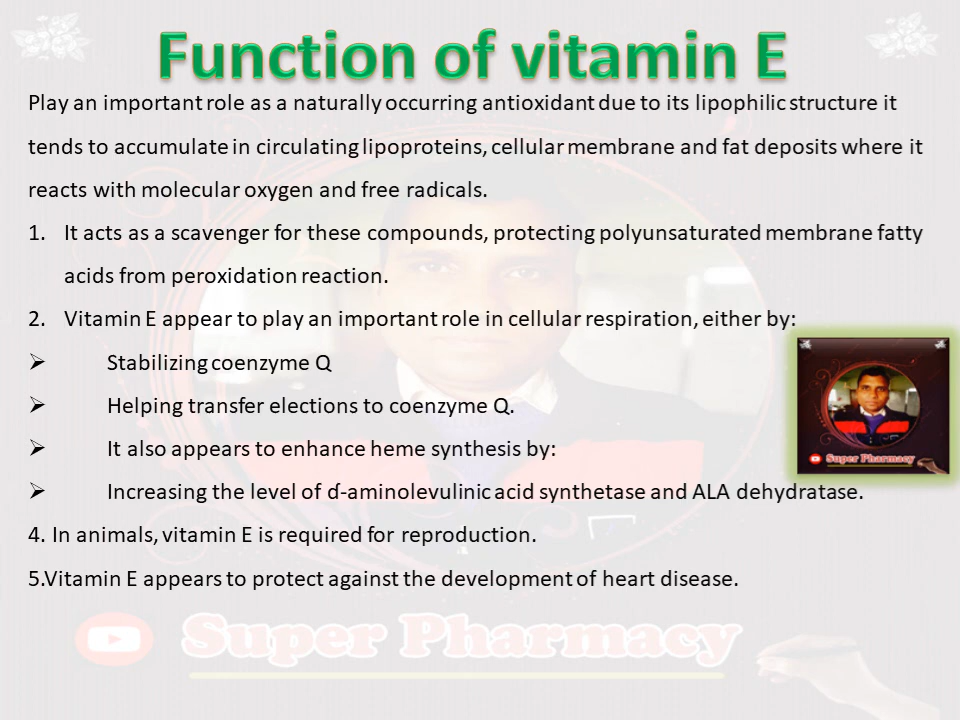 Function of vitamin E
Play an important role as a naturally occurring antioxidant due to its lipophilic structure it
tends to accumulate in circulating lipoproteins, cellular membrane and fat deposits where it
reacts with molecular oxygen and free radicals.
1. It acts as a scavenger for these compounds, protecting polyunsaturated membrane fatty
acids from peroxidation reaction.
2. Vitamin E appear to play an important role in cellular respiration, either by:
➢ Stabilizing coenzyme Q
➢ Helping transfer elections to coenzyme Q.
➢ It also appears to enhance heme synthesis by:
➢ Increasing the level of ɗ-aminolevulinic acid synthetase and ALA dehydratase.
4. In animals, vitamin E is required for reproduction.
5.Vitamin E appears to protect against the development of heart disease.
Super Pharmacy
Super Pharmacy